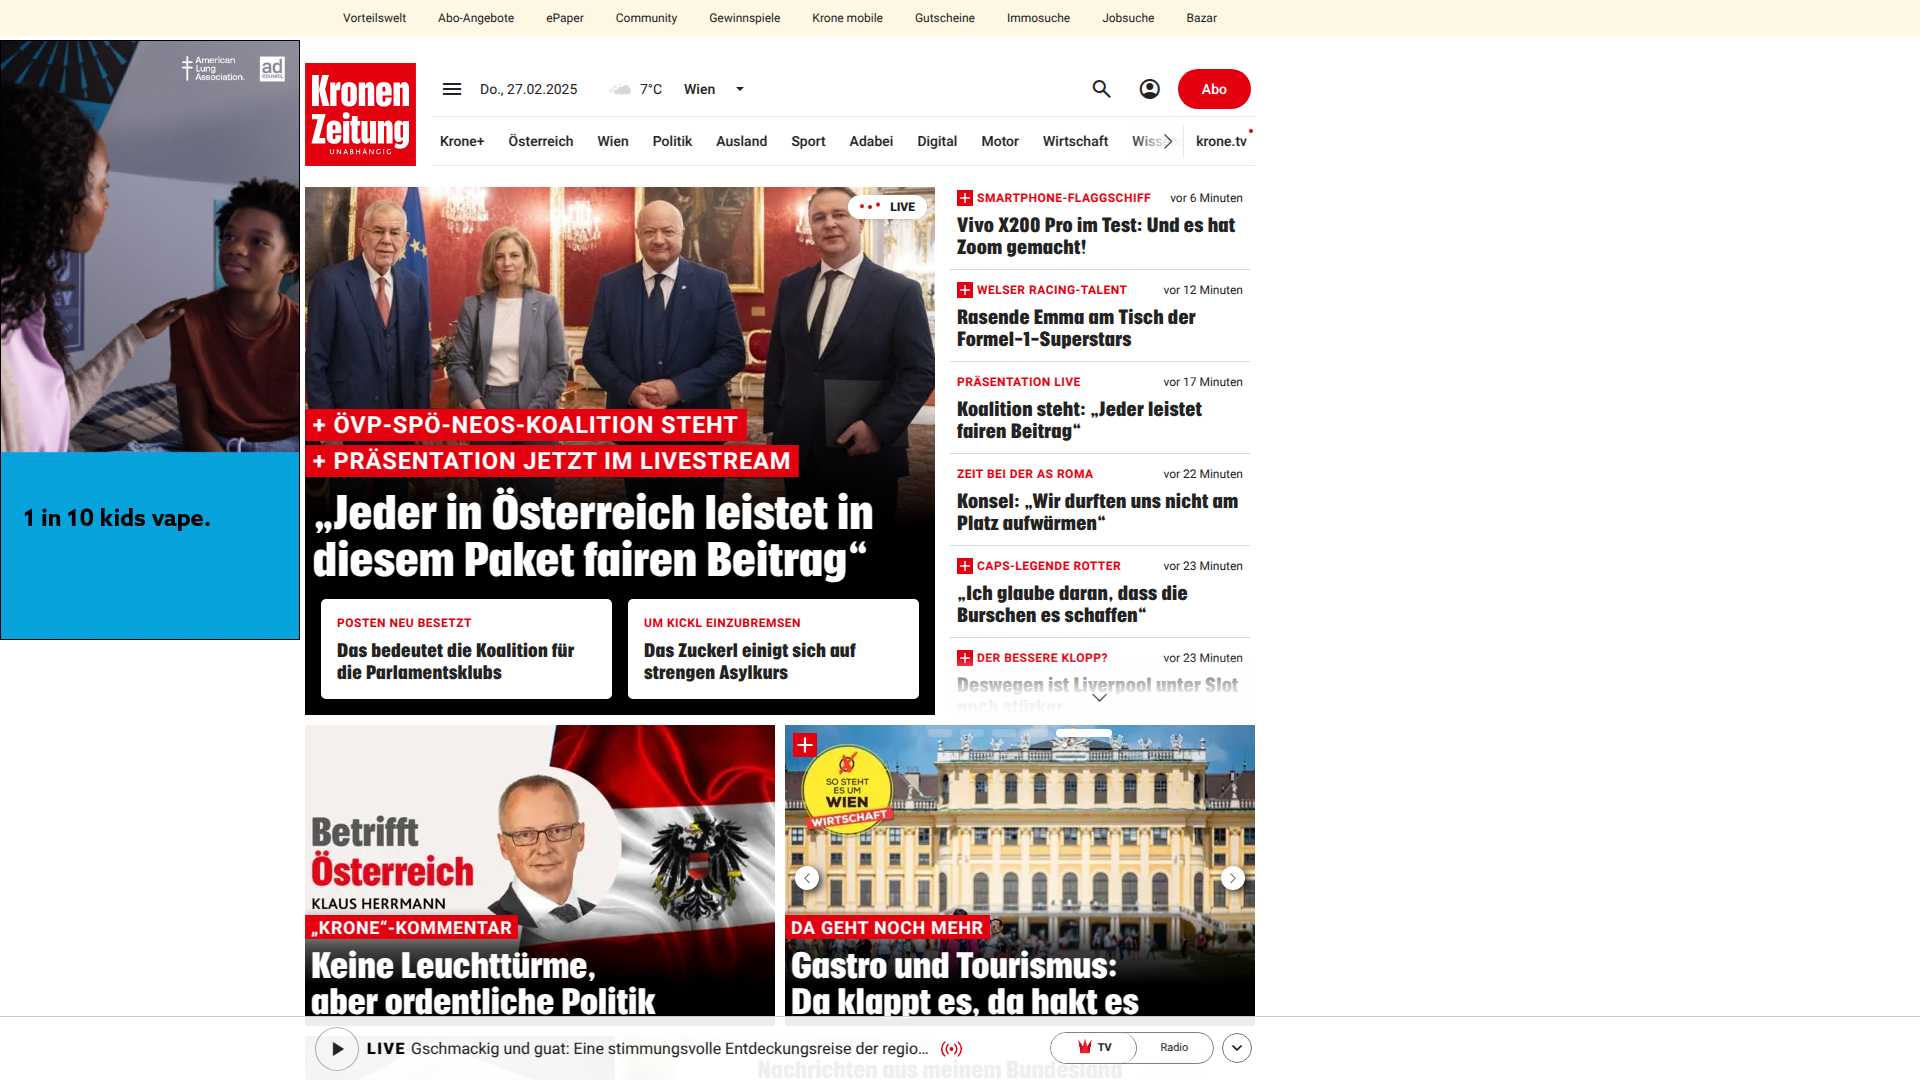 Vorteilswelt Abo-Angebote ePaper Community Gewinnspiele Krone mobile Gutscheine Immosuche Jobsuche Bazar
American
Lung
Association.
ad
COUNCIL
1 in 10 kids vape.
Kronen
Zeitung
UNABHÄNGIG
Do., 27.02.2025 7°C Wien
Abo
Krone+ Österreich Wien Politik Ausland Sport Adabei Digital Motor Wirtschaft krone.tv
LIVE
+ ÖVP-SPÖ-NEOS-KOALITION STEHT
+ PRÄSENTATION JETZT IM LIVESTREAM
„Jeder in Österreich leistet in
diesem Paket fairen Beitrag“
POSTEN NEU BESETZT
Das bedeutet die Koalition für
die Parlamentsklubs
UM KICKL EINZUBREMSEN
Das Zuckerl einigt sich auf
strengen Asylkurs
SMARTPHONE-FLAGGSCHIFF vor 6 Minuten
Vivo X200 Pro im Test: Und es hat
Zoom gemacht!
WELSER RACING-TALENT vor 12 Minuten
Rasende Emma am Tisch der
Formel-1-Superstars
PRÄSENTATION LIVE vor 17 Minuten
Koalition steht: „Jeder leistet
fairen Beitrag“
ZEIT BEI DER AS ROMA vor 22 Minuten
Konsel: „Wir durften uns nicht am
Platz aufwärmen“
CAPS-LEGENDE ROTTER vor 23 Minuten
„Ich glaube daran, dass die
Burschen es schaffen“
DER BESSERE KLOPP? vor 23 Minuten
Deswegen ist Liverpool unter Slot
noch stärker
Betrifft
Österreich
KLAUS HERRMANN
„KRONE“-KOMMENTAR
Keine Leuchttürme,
aber ordentliche Politik
SO STEHT
ES UM
WIEN
WIRTSCHAFT
DA GEHT NOCH MEHR
Gastro und Tourismus:
Da klappt es, da hakt es
LIVE Gschmackig und guat: Eine stimmungsvolle Entdeckungsreise der regio...
TV Radio
Nachrichten aus meinem Bundesland